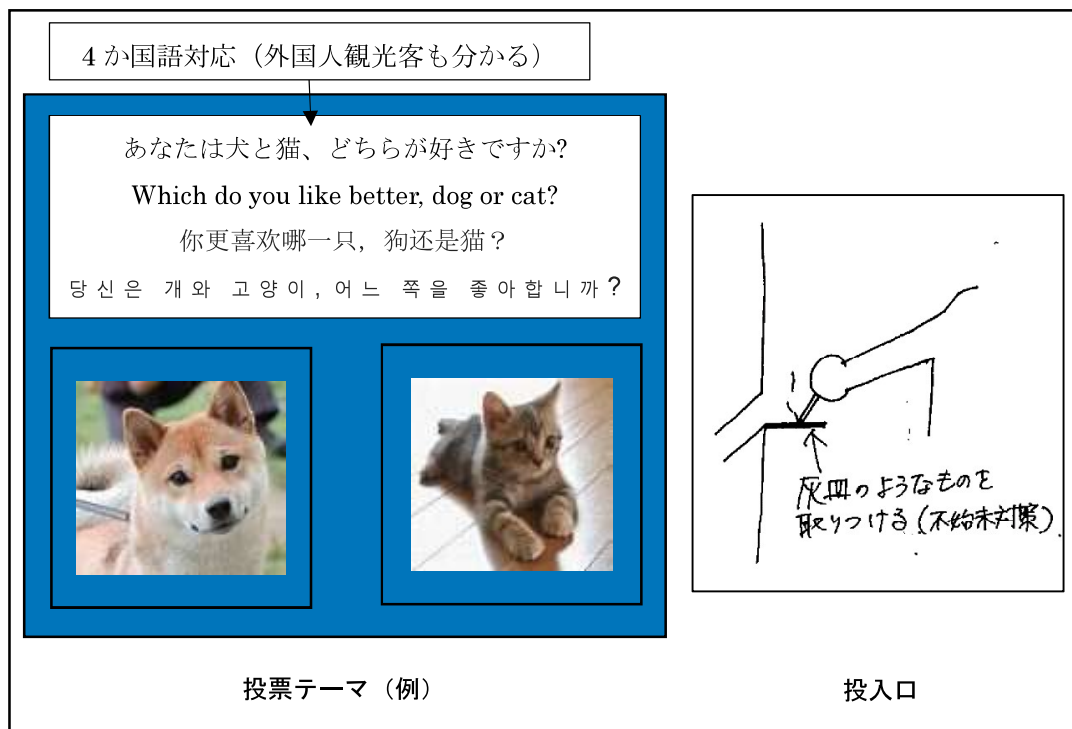 4か国語対応（外国人観光客も分かる）
あなたは犬と猫、どちらが好きですか?
Which do you like better, dog or cat?
你更喜欢哪一只，狗还是猫？
당신은 개와 고양이, 어느 쪽을 좋아합니까?
灰皿のようなものを
取りつける(不始末対策)
投票テーマ（例）
投入口